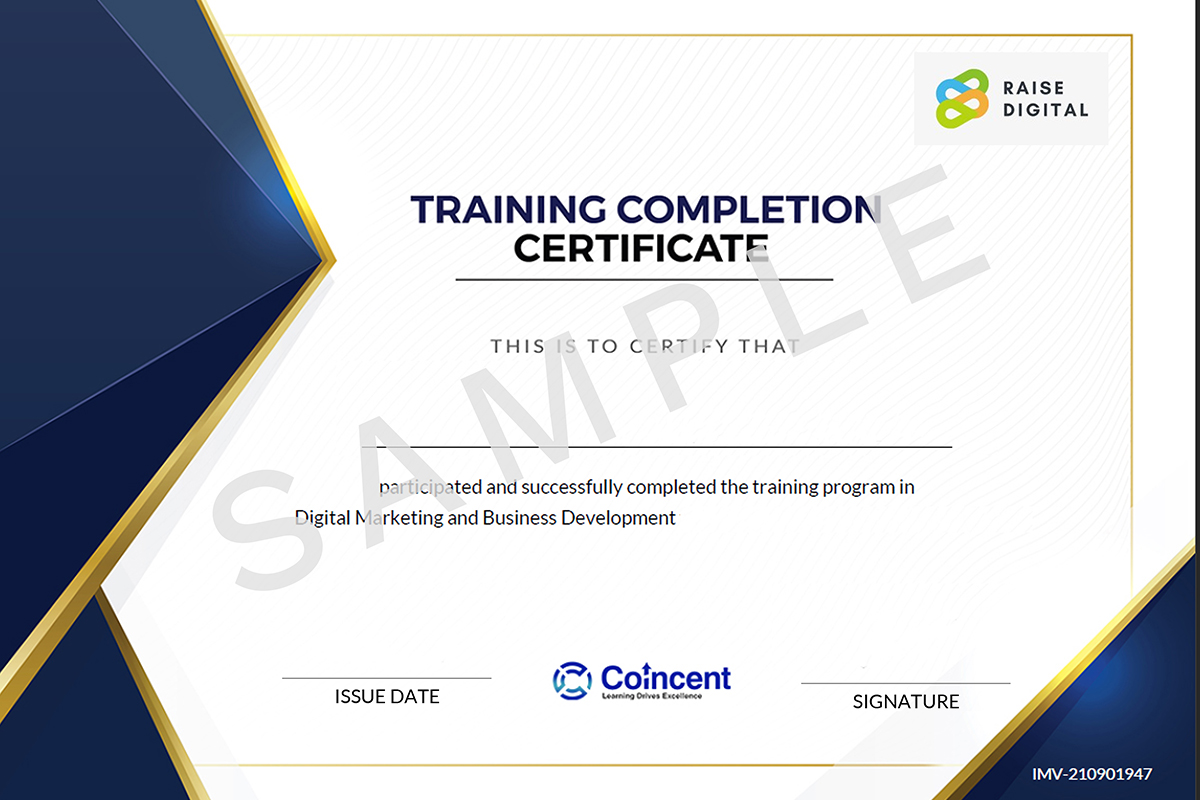 RAISE
DIGITAL
TRAINING COMPLETION
CERTIFICATE
THIS IS TO CERTIFY THAT
SAMPLE
participated and successfully completed the training program in
Digital Marketing and Business Development
Coincent
Learning Drives Excellence
ISSUE DATE
SIGNATURE
IMV-210901947